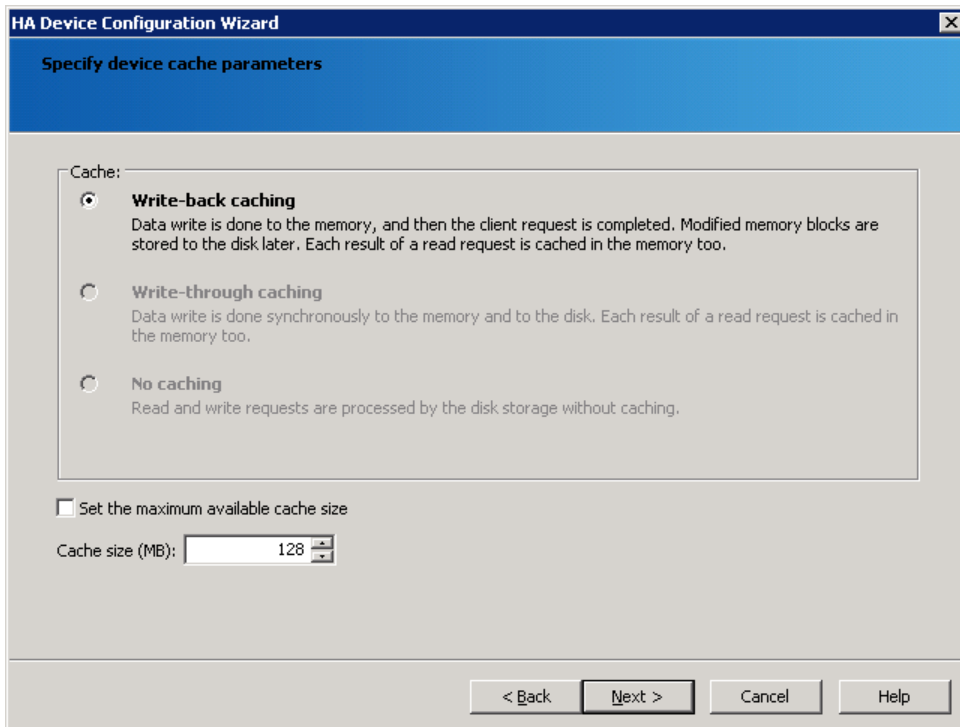 HA Device Configuration Wizard
Specify device cache parameters
Cache:
Write-back caching
Data write is done to the memory, and then the client request is completed. Modified memory blocks are
stored to the disk later. Each result of a read request is cached in the memory too.
Write-through caching
Data write is done synchronously to the memory and to the disk. Each result of a read request is cached in
the memory too.
No caching
Read and write requests are processed by the disk storage without caching.
Set the maximum available cache size
Cache size (MB): 128
< Back Next > Cancel Help